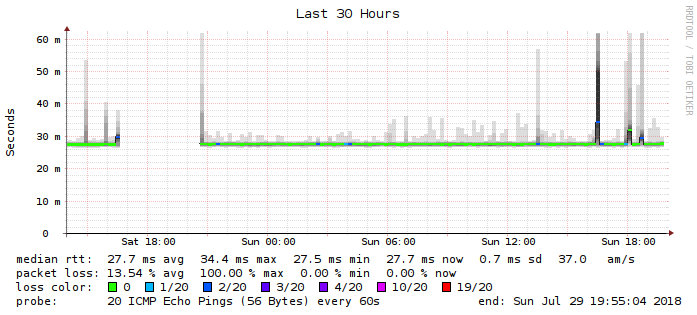 Last 30 Hours
RRDTOOL / TOBI OETIKER
Seconds
60 m
50 m
40 m
30 m
20 m
10 m
0
Sat 18:00 Sun 00:00 Sun 06:00 Sun 12:00 Sun 18:00
median rtt: 27.7 ms avg 34.4 ms max 27.5 ms min 27.7 ms now 0.7 ms sd 37.0 am/s
packet loss: 13.54 % avg 100.00 % max 0.00 % min 0.00 % now
loss color: 0 1/20 2/20 3/20 4/20 10/20 19/20
probe: 20 ICMP Echo Pings (56 Bytes) every 60s end: Sun Jul 29 19:55:04 2018